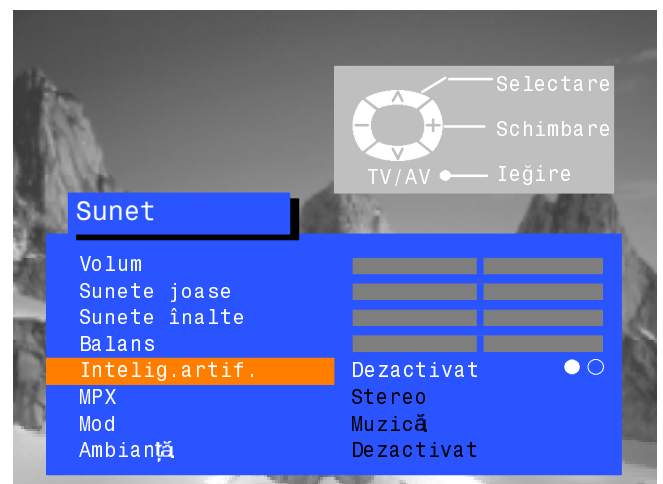 Selectare
Schimbare
TV/AV Ieğire
Sunet
Volum
Sunete joase
Sunete înalte
Balans
Intelig.artif. Dezactivat
MPX Stereo
Mod Muzică
Ambianţă Dezactivat